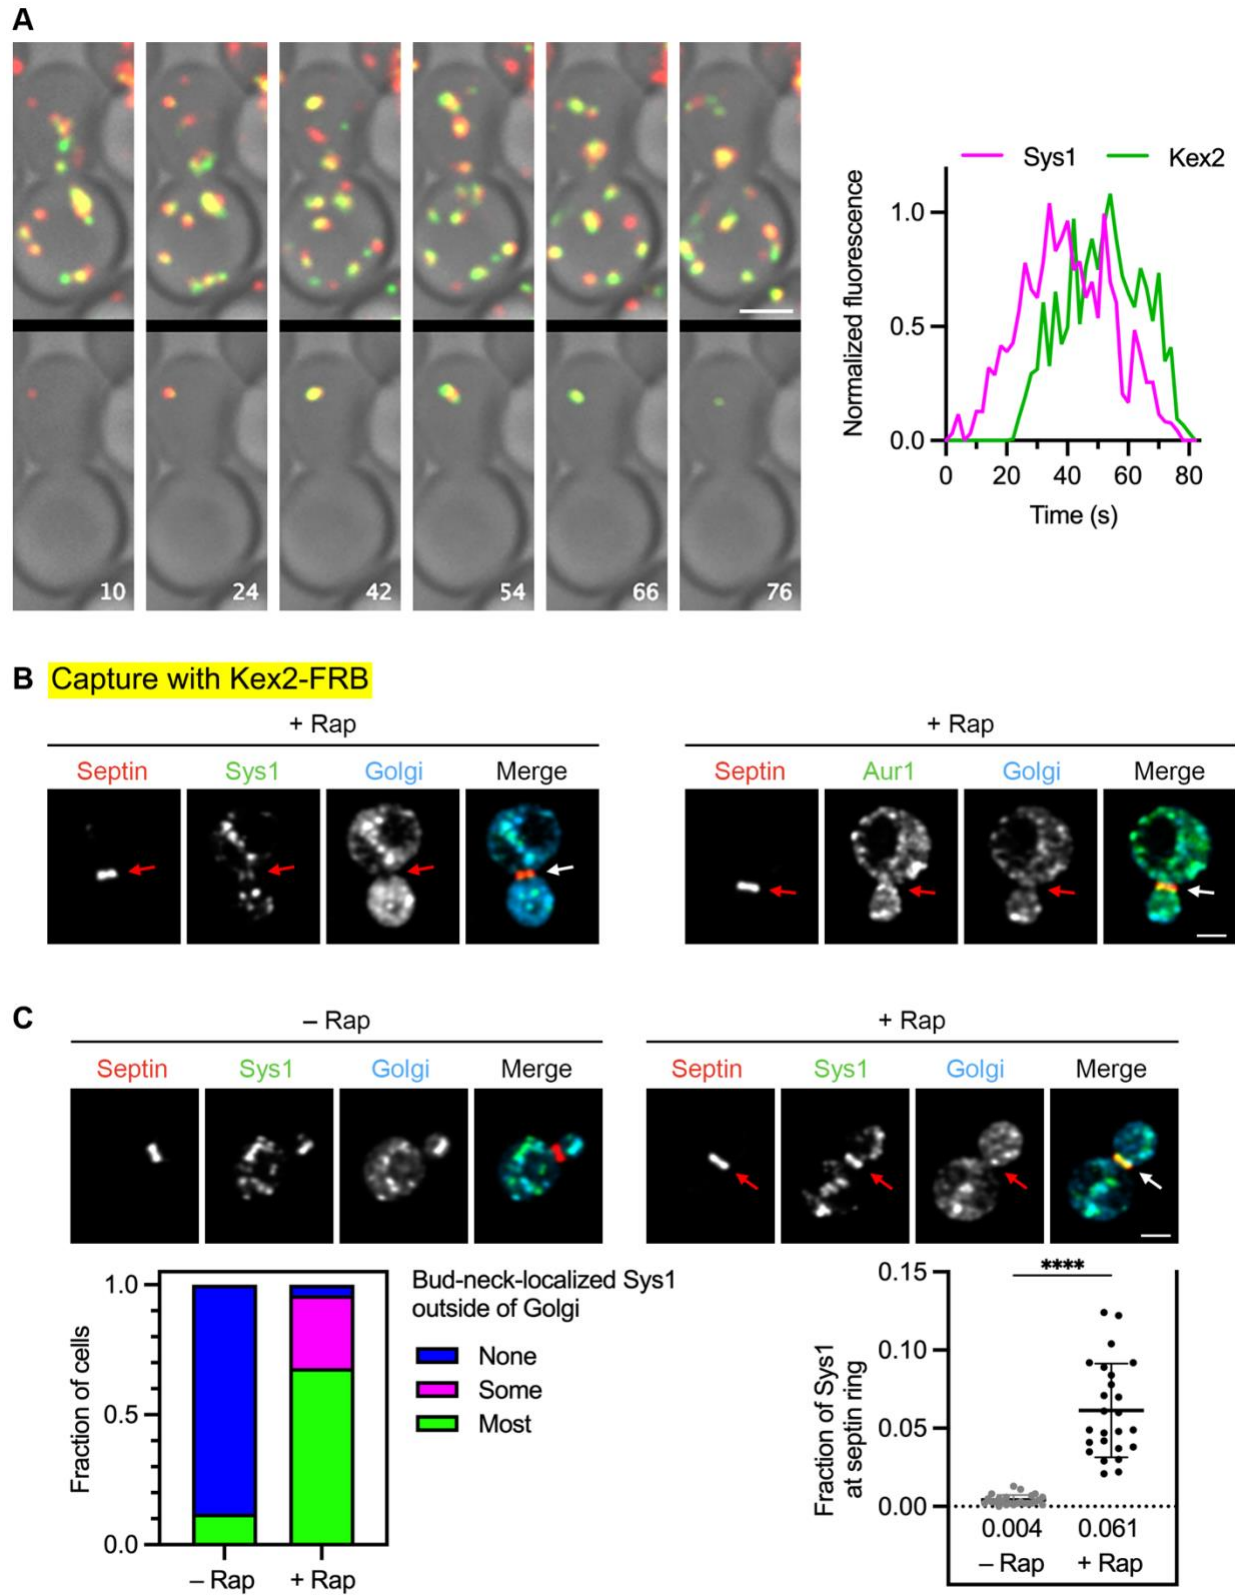 A
10
24
42
54
66
76
Sys1
Kex2
Normalized fluorescence
1.0
0.5
0.0
0 20 40 60 80
Time (s)
B Capture with Kex2-FRB
+ Rap
Septin Sys1 Golgi Merge
+ Rap
Septin Aur1 Golgi Merge
C
– Rap
Septin Sys1 Golgi Merge
+ Rap
Septin Sys1 Golgi Merge
Fraction of cells
1.0
0.5
0.0
– Rap + Rap
Bud-neck-localized Sys1
outside of Golgi
None
Some
Most
Fraction of Sys1
at septin ring
0.15
0.10
0.05
0.00
****
0.004 0.061
– Rap + Rap